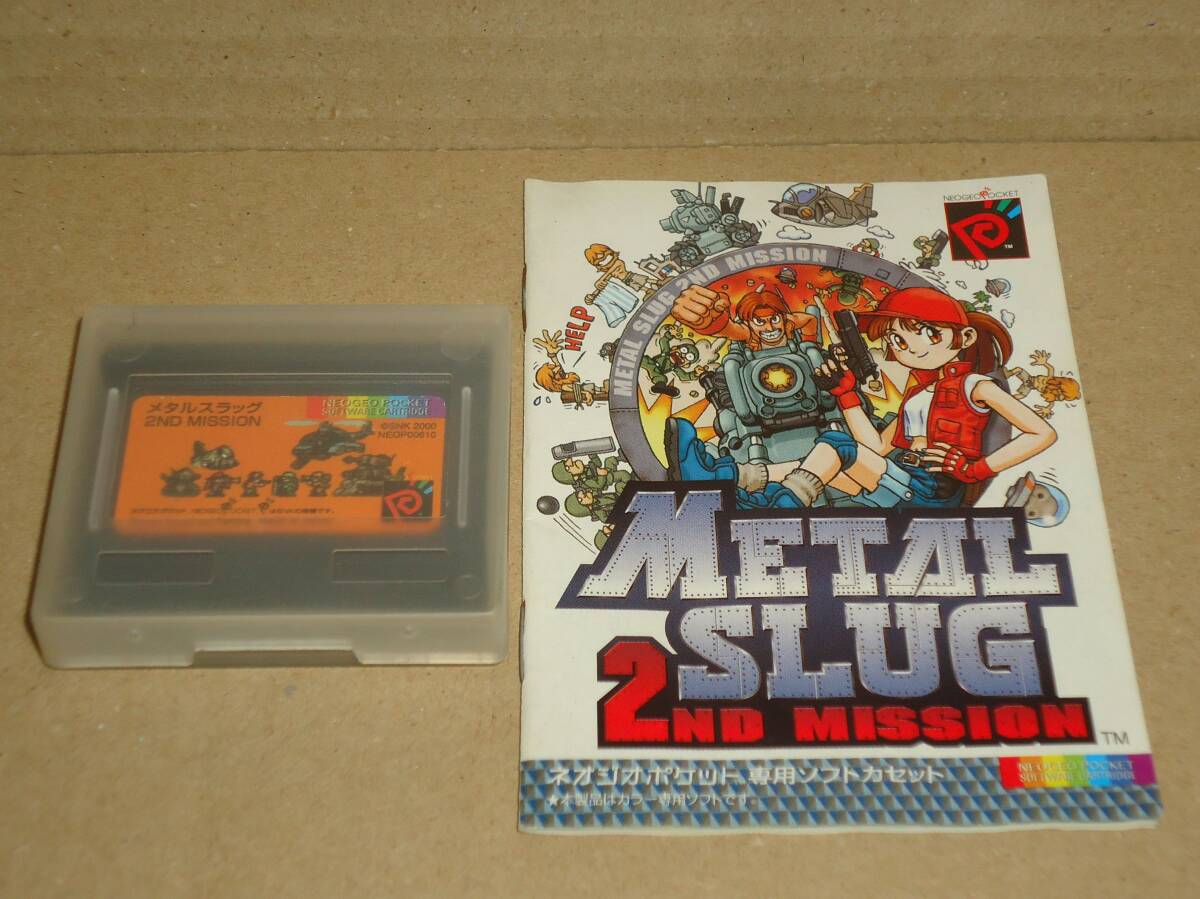 メタルスラッグ
2ND MISSION
NEOGEO POCKET
SOFTWARE CARTRIDGE
©SNK 2000
NEOP00610
NEOGEO POCKET
TM
METAL SLUG 2ND MISSION
HELP
METAL
SLUG
2ND MISSION
TM
ネオジオポケット専用ソフトカセット
★本製品はカラー専用ソフトです。
NEOGEO POCKET
SOFTWARE CARTRIDGE